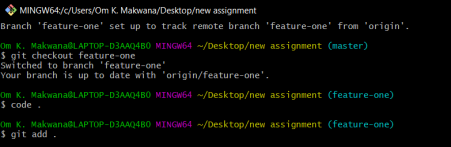 MINGW64:/c/Users/Om K. Makwana/Desktop/new assignment
Branch 'feature-one' set up to track remote branch 'feature-one' from 'origin'.
Om K. Makwana@LAPTOP-D3AAQ4B0 MINGW64 ~/Desktop/new assignment (master)
$ git checkout feature-one
Switched to branch 'feature-one'
Your branch is up to date with 'origin/feature-one'.
Om K. Makwana@LAPTOP-D3AAQ4B0 MINGW64 ~/Desktop/new assignment (feature-one)
$ code .
Om K. Makwana@LAPTOP-D3AAQ4B0 MINGW64 ~/Desktop/new assignment (feature-one)
$ git add .